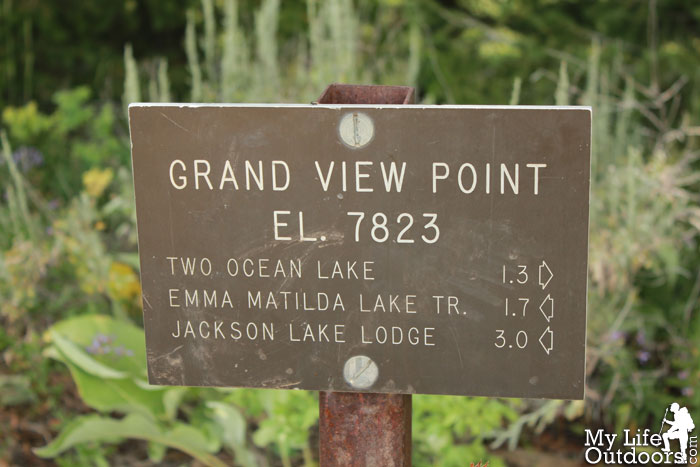 GRAND VIEW POINT
EL. 7823
TWO OCEAN LAKE 1.3
EMMA MATILDA LAKE TR. 1.7
JACKSON LAKE LODGE 3.0
My Life
Outdoors.com